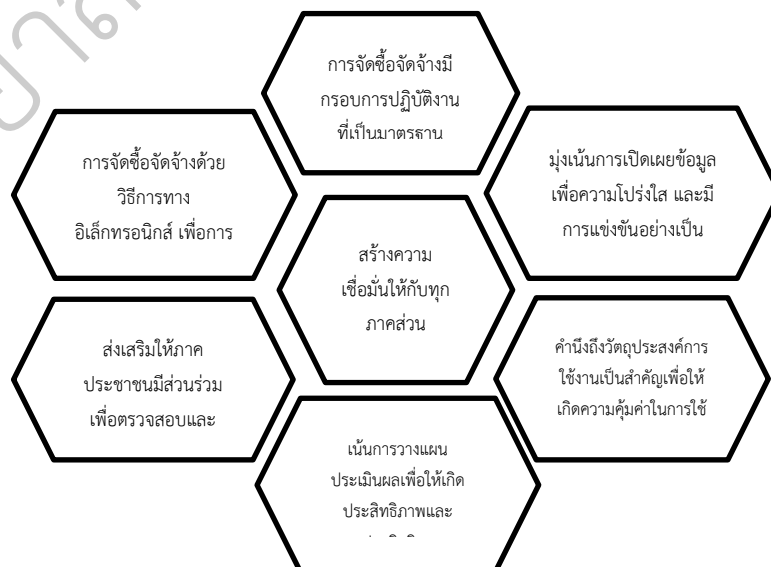 การจัดซื้อจัดจ้างมี
กรอบการปฏิบัติงาน
ที่เป็นมาตรฐาน
การจัดซื้อจัดจ้างด้วย
วิธีการทาง
อิเล็กทรอนิกส์ เพื่อการ
มุ่งเน้นการเปิดเผยข้อมูล
เพื่อความโปร่งใส และมี
การแข่งขันอย่างเป็น
สร้างความ
เชื่อมั่นให้กับทุก
ภาคส่วน
ส่งเสริมให้ภาค
ประชาชนมีส่วนร่วม
เพื่อตรวจสอบและ
คำนึงถึงวัตถุประสงค์การ
ใช้งานเป็นสำคัญเพื่อให้
เกิดความคุ้มค่าในการใช้
เน้นการวางแผน
ประเมินผลเพื่อให้เกิด
ประสิทธิภาพและ